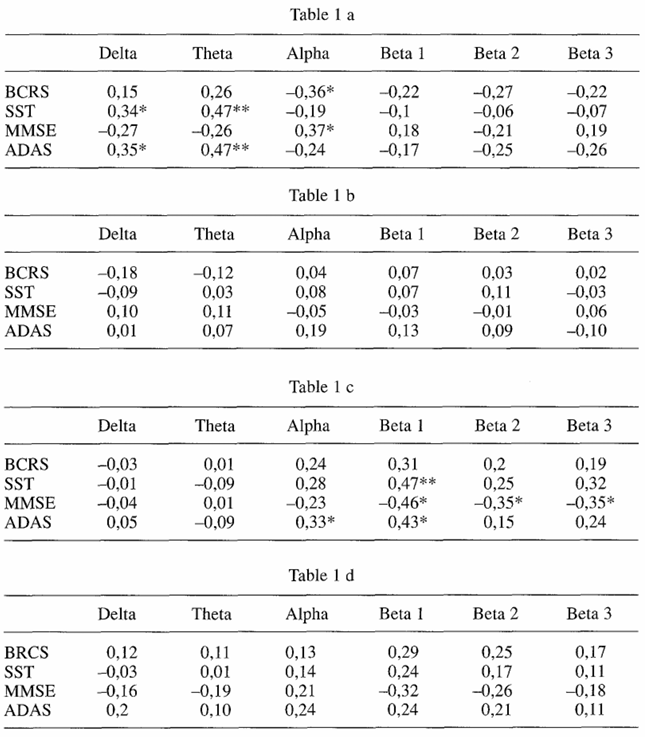 Table 1 a
Delta Theta Alpha Beta 1 Beta 2 Beta 3
BCRS 0,15 0,26 –0,36* –0,22 –0,27 –0,22
SST 0,34* 0,47** –0,19 –0,1 –0,06 –0,07
MMSE –0,27 –0,26 0,37* 0,18 –0,21 0,19
ADAS 0,35* 0,47** –0,24 –0,17 –0,25 –0,26
Table 1 b
Delta Theta Alpha Beta 1 Beta 2 Beta 3
BCRS –0,18 –0,12 0,04 0,07 0,03 0,02
SST –0,09 0,03 0,08 0,07 0,11 –0,03
MMSE 0,10 0,11 –0,05 –0,03 –0,01 0,06
ADAS 0,01 0,07 0,19 0,13 0,09 –0,10
Table 1 c
Delta Theta Alpha Beta 1 Beta 2 Beta 3
BCRS –0,03 0,01 0,24 0,31 0,2 0,19
SST –0,01 –0,09 0,28 0,47** 0,25 0,32
MMSE –0,04 0,01 –0,23 –0,46* –0,35* –0,35*
ADAS 0,05 –0,09 0,33* 0,43* 0,15 0,24
Table 1 d
Delta Theta Alpha Beta 1 Beta 2 Beta 3
BRCS 0,12 0,11 0,13 0,29 0,25 0,17
SST –0,03 0,01 0,14 0,24 0,17 0,11
MMSE –0,16 –0,19 0,21 –0,32 –0,26 –0,18
ADAS 0,2 0,10 0,24 0,24 0,21 0,11